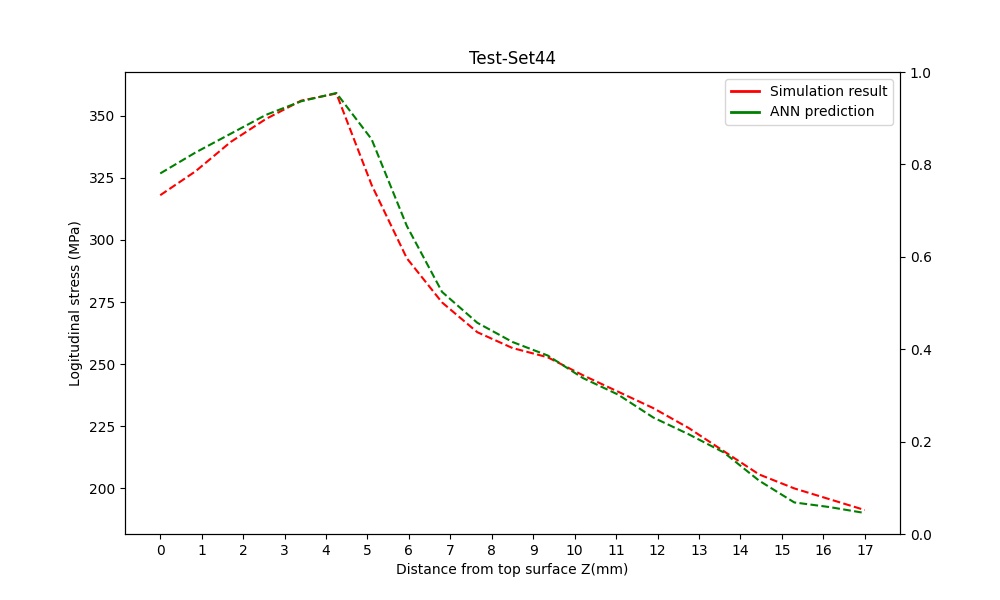 Test-Set44
Simulation result
ANN prediction
Logitudinal stress (MPa)
350
325
300
275
250
225
200
1.0
0.8
0.6
0.4
0.2
0.0
0 1 2 3 4 5 6 7 8 9 10 11 12 13 14 15 16 17
Distance from top surface Z(mm)